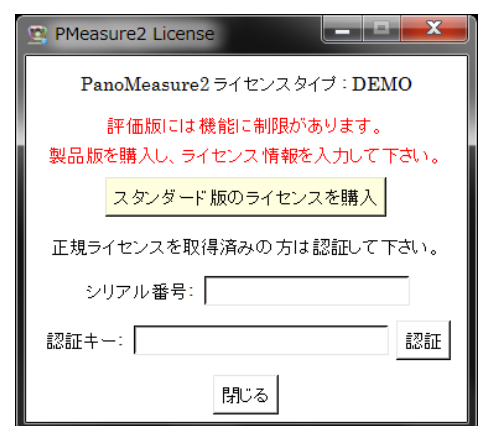 PMeasure2 License
PanoMeasure2 ライセンスタイプ：DEMO
評価版には機能に制限があります。
製品版を購入し、ライセンス情報を入力して下さい。
スタンダード版のライセンスを購入
正規ライセンスを取得済みの方は認証して下さい。
シリアル番号:
認証キー: 認証
閉じる